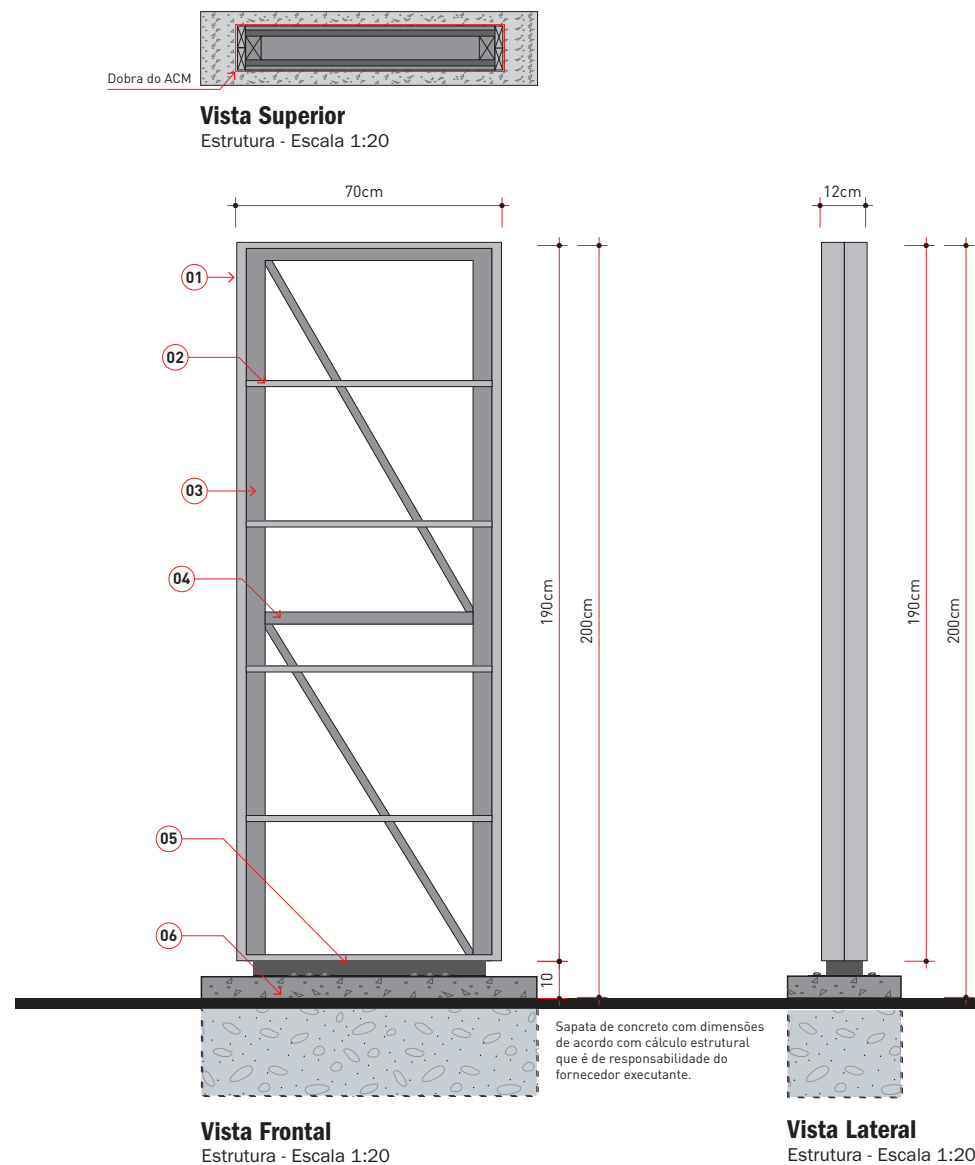 Dobra do ACM
Vista Superior
Estrutura - Escala 1:20
70cm
12cm
01
02
03
04
190cm
200cm
190cm
200cm
05
06
10
Sapata de concreto com dimensões
de acordo com cálculo estrutural
que é de responsabilidade do
fornecedor executante.
Vista Frontal
Estrutura - Escala 1:20
Vista Lateral
Estrutura - Escala 1:20